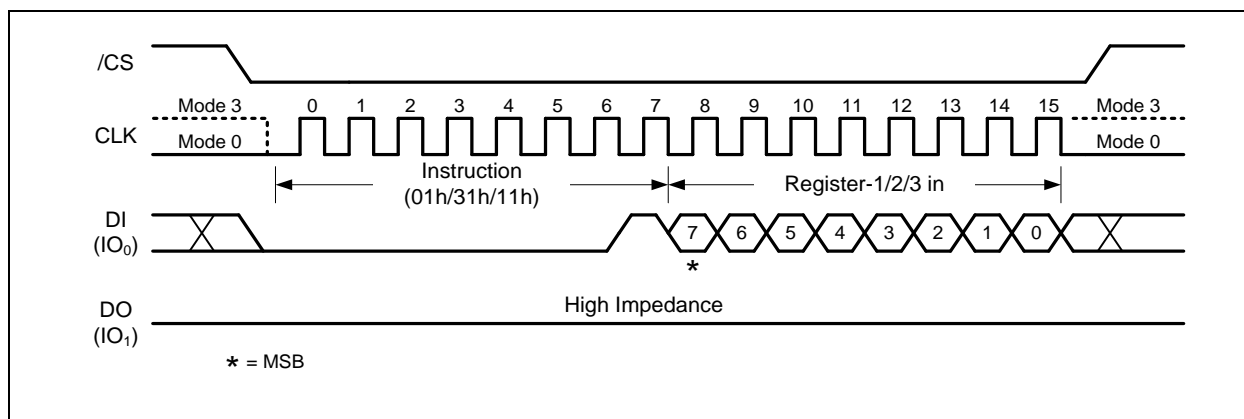 /CS
Mode 3 0 1 2 3 4 5 6 7 8 9 10 11 12 13 14 15 Mode 3
CLK Mode 0 Mode 0
Instruction
(01h/31h/11h)
Register-1/2/3 in
DI
(IO₀)
7 6 5 4 3 2 1 0
*
High Impedance
DO
(IO₁)
* = MSB